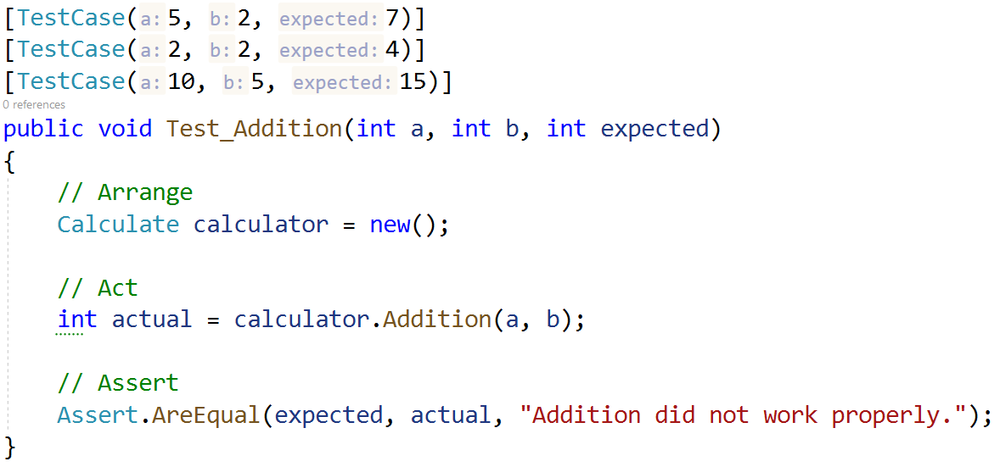 [TestCase(a: 5, b: 2, expected: 7)]
[TestCase(a: 2, b: 2, expected: 4)]
[TestCase(a: 10, b: 5, expected: 15)]
0 references
public void Test_Addition(int a, int b, int expected)
{
    // Arrange
    Calculate calculator = new();

    // Act
    int actual = calculator.Addition(a, b);

    // Assert
    Assert.AreEqual(expected, actual, "Addition did not work properly.");
}